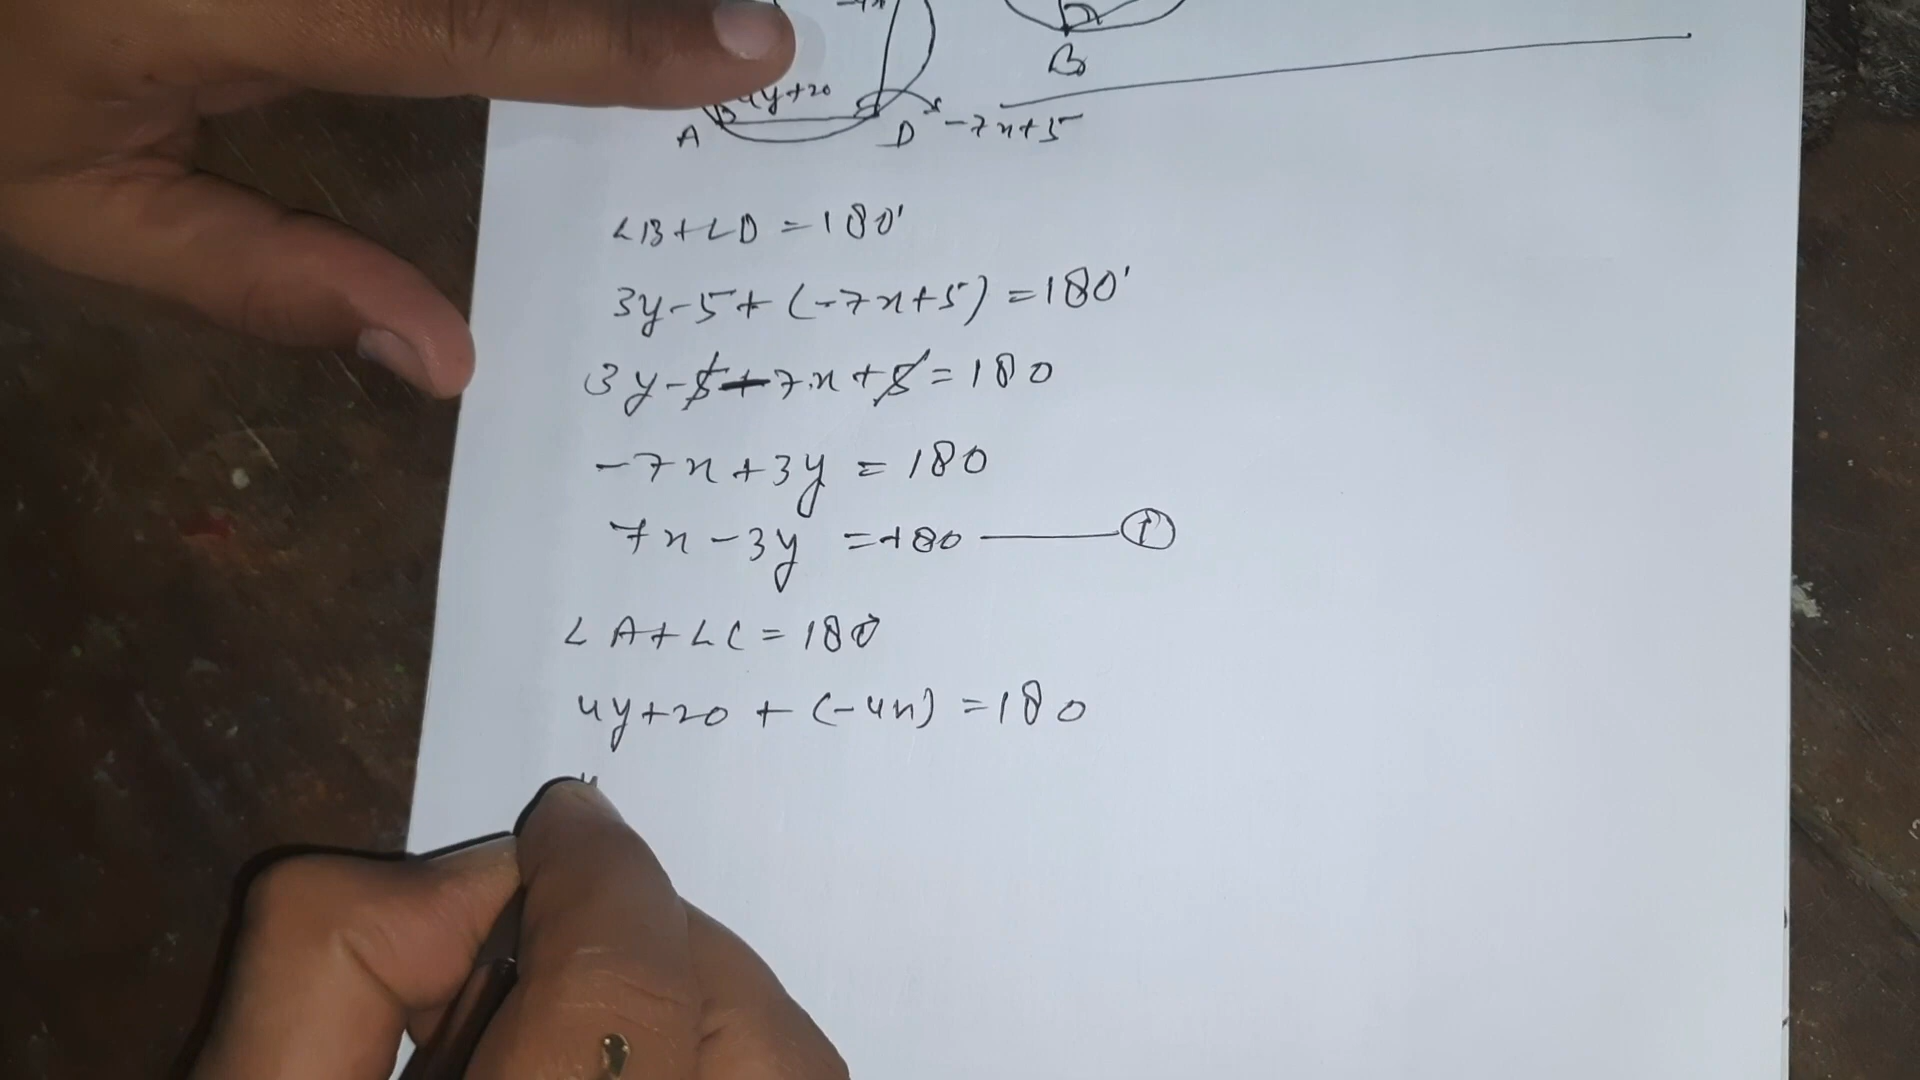 4y+20
B
A
D
-7x+5
∠B+∠D=180°
3y-5+(-7x+5)=180°
3y-5+7x+5=180
-7x+3y=180
7x-3y=-180 ——— ①
∠A+∠C=180°
4y+20+(-4x)=180